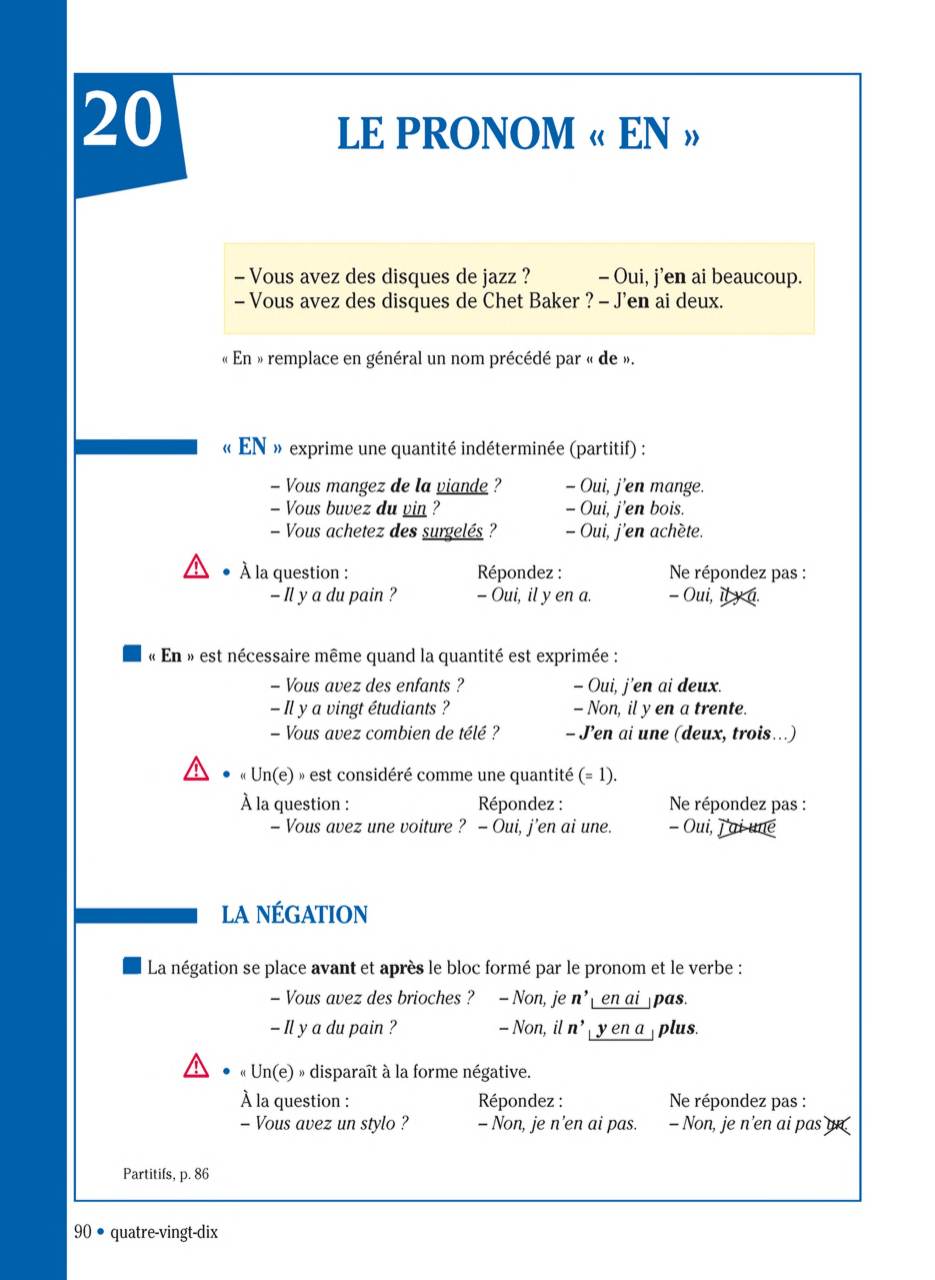 20
LE PRONOM « EN »
– Vous avez des disques de jazz ? – Oui, j’en ai beaucoup.
– Vous avez des disques de Chet Baker ? – J’en ai deux.
« En » remplace en général un nom précédé par « de ».
« EN » exprime une quantité indéterminée (partitif) :
– Vous mangez de la viande ? – Oui, j’en mange.
– Vous buvez du vin ? – Oui, j’en bois.
– Vous achetez des surgelés ? – Oui, j’en achète.
• À la question : Répondez : Ne répondez pas :
– Il y a du pain ? – Oui, il y en a. – Oui, il y a.
« En » est nécessaire même quand la quantité est exprimée :
– Vous avez des enfants ? – Oui, j’en ai deux.
– Il y a vingt étudiants ? – Non, il y en a trente.
– Vous avez combien de télé ? – J’en ai une (deux, trois…)
• « Un(e) » est considéré comme une quantité (= 1).
À la question : Répondez : Ne répondez pas :
– Vous avez une voiture ? – Oui, j’en ai une. – Oui, j’ai une
LA NÉGATION
La négation se place avant et après le bloc formé par le pronom et le verbe :
– Vous avez des brioches ? – Non, je n’ en ai pas.
– Il y a du pain ? – Non, il n’ y en a plus.
• « Un(e) » disparaît à la forme négative.
À la question : Répondez : Ne répondez pas :
– Vous avez un stylo ? – Non, je n’en ai pas. – Non, je n’en ai pas un.
Partitifs, p. 86
90 • quatre-vingt-dix